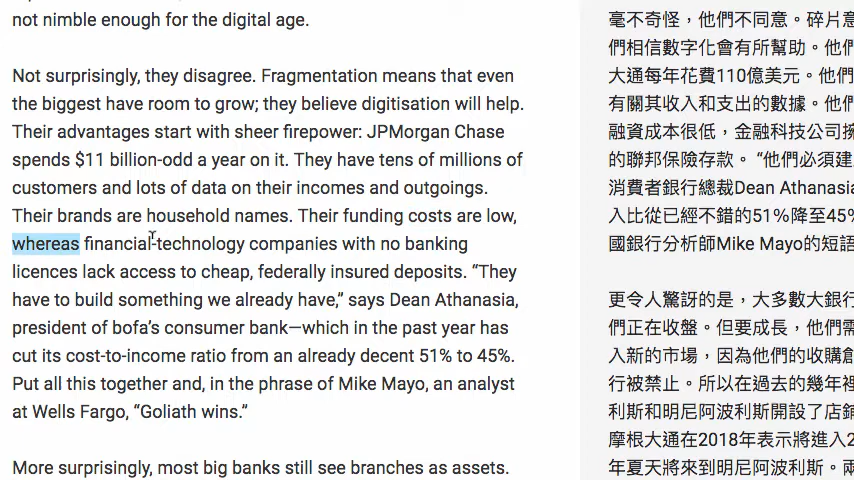 not nimble enough for the digital age.
Not surprisingly, they disagree. Fragmentation means that even
the biggest have room to grow; they believe digitisation will help.
Their advantages start with sheer firepower: JPMorgan Chase
spends $11 billion-odd a year on it. They have tens of millions of
customers and lots of data on their incomes and outgoings.
Their brands are household names. Their funding costs are low,
whereas financial-technology companies with no banking
licences lack access to cheap, federally insured deposits. “They
have to build something we already have,” says Dean Athanasia,
president of bofa’s consumer bank—which in the past year has
cut its cost-to-income ratio from an already decent 51% to 45%.
Put all this together and, in the phrase of Mike Mayo, an analyst
at Wells Fargo, “Goliath wins.”
More surprisingly, most big banks still see branches as assets.
毫不奇怪，他們不同意。碎片意
們相信數字化會有所幫助。他們
大通每年花費110億美元。他們
有關其收入和支出的數據。他們
融資成本很低，金融科技公司擁
的聯邦保險存款。 “他們必須建
消費者銀行總裁Dean Athanasia
入比從已經不錯的51％降至45%
國銀行分析師Mike Mayo的短語
更令人驚訝的是，大多數大銀行
們正在收盤。但要成長，他們需
入新的市場，因為他們的收購創
行被禁止。所以在過去的幾年裡
利斯和明尼阿波利斯開設了店鋪
摩根大通在2018年表示將進入2
年夏天將來到明尼阿波利斯。兩